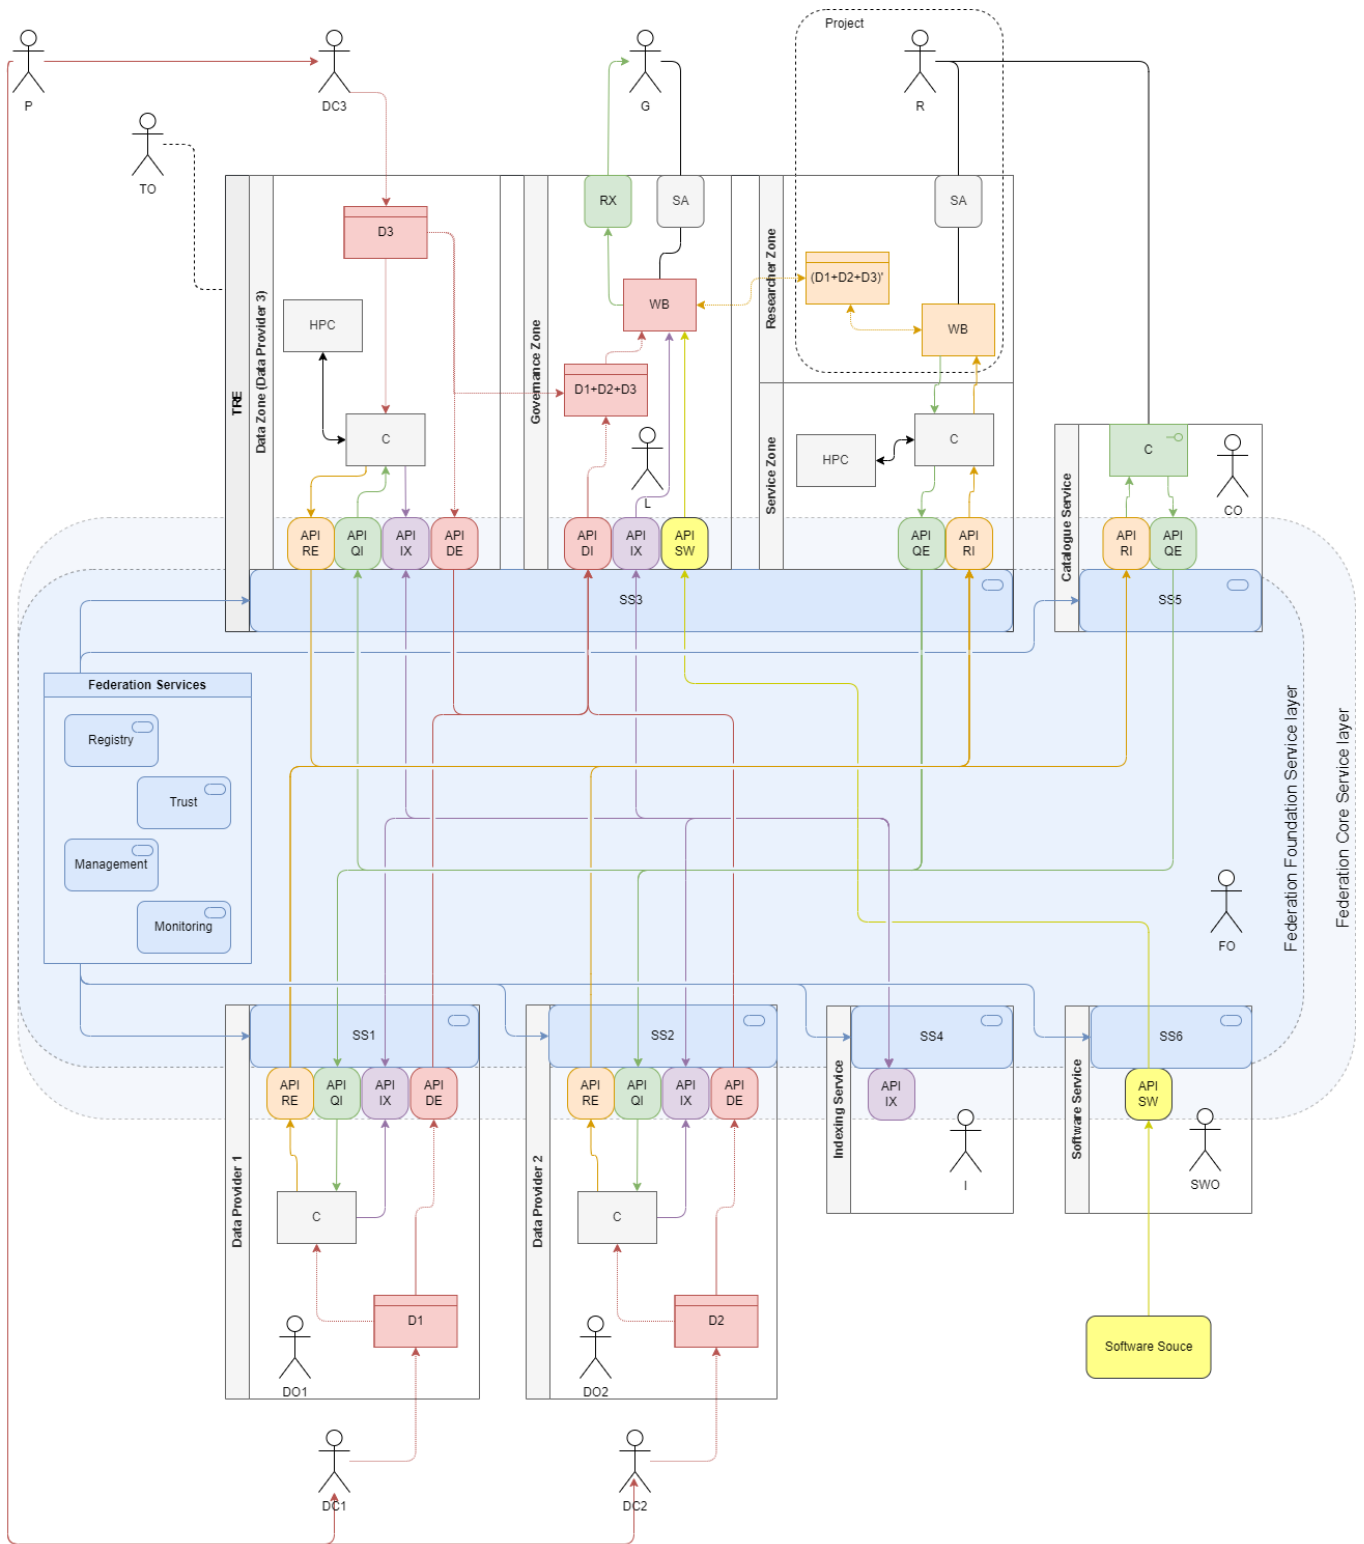 Project
P
DC3
G
R
TO
TRE
Data Zone (Data Provider 3)
Governance Zone
Researcher Zone
Service Zone
RX
SA
SA
D3
WB
(D1+D2+D3)'
HPC
WB
D1+D2+D3
C
L
HPC
C
Catalogue Service
C
CO
API
RE
API
QI
API
IX
API
DE
API
DI
API
IX
API
SW
API
QE
API
RI
API
RI
API
QE
SS3
SS5
Federation Services
Registry
Trust
Management
Monitoring
Federation Foundation Service layer
Federation Core Service layer
FO
Data Provider 1
SS1
Data Provider 2
SS2
Indexing Service
SS4
Software Service
SS6
API
RE
API
QI
API
IX
API
DE
API
RE
API
QI
API
IX
API
DE
API
IX
API
SW
I
SWO
C
C
D1
D2
DO1
DO2
Software Souce
DC1
DC2